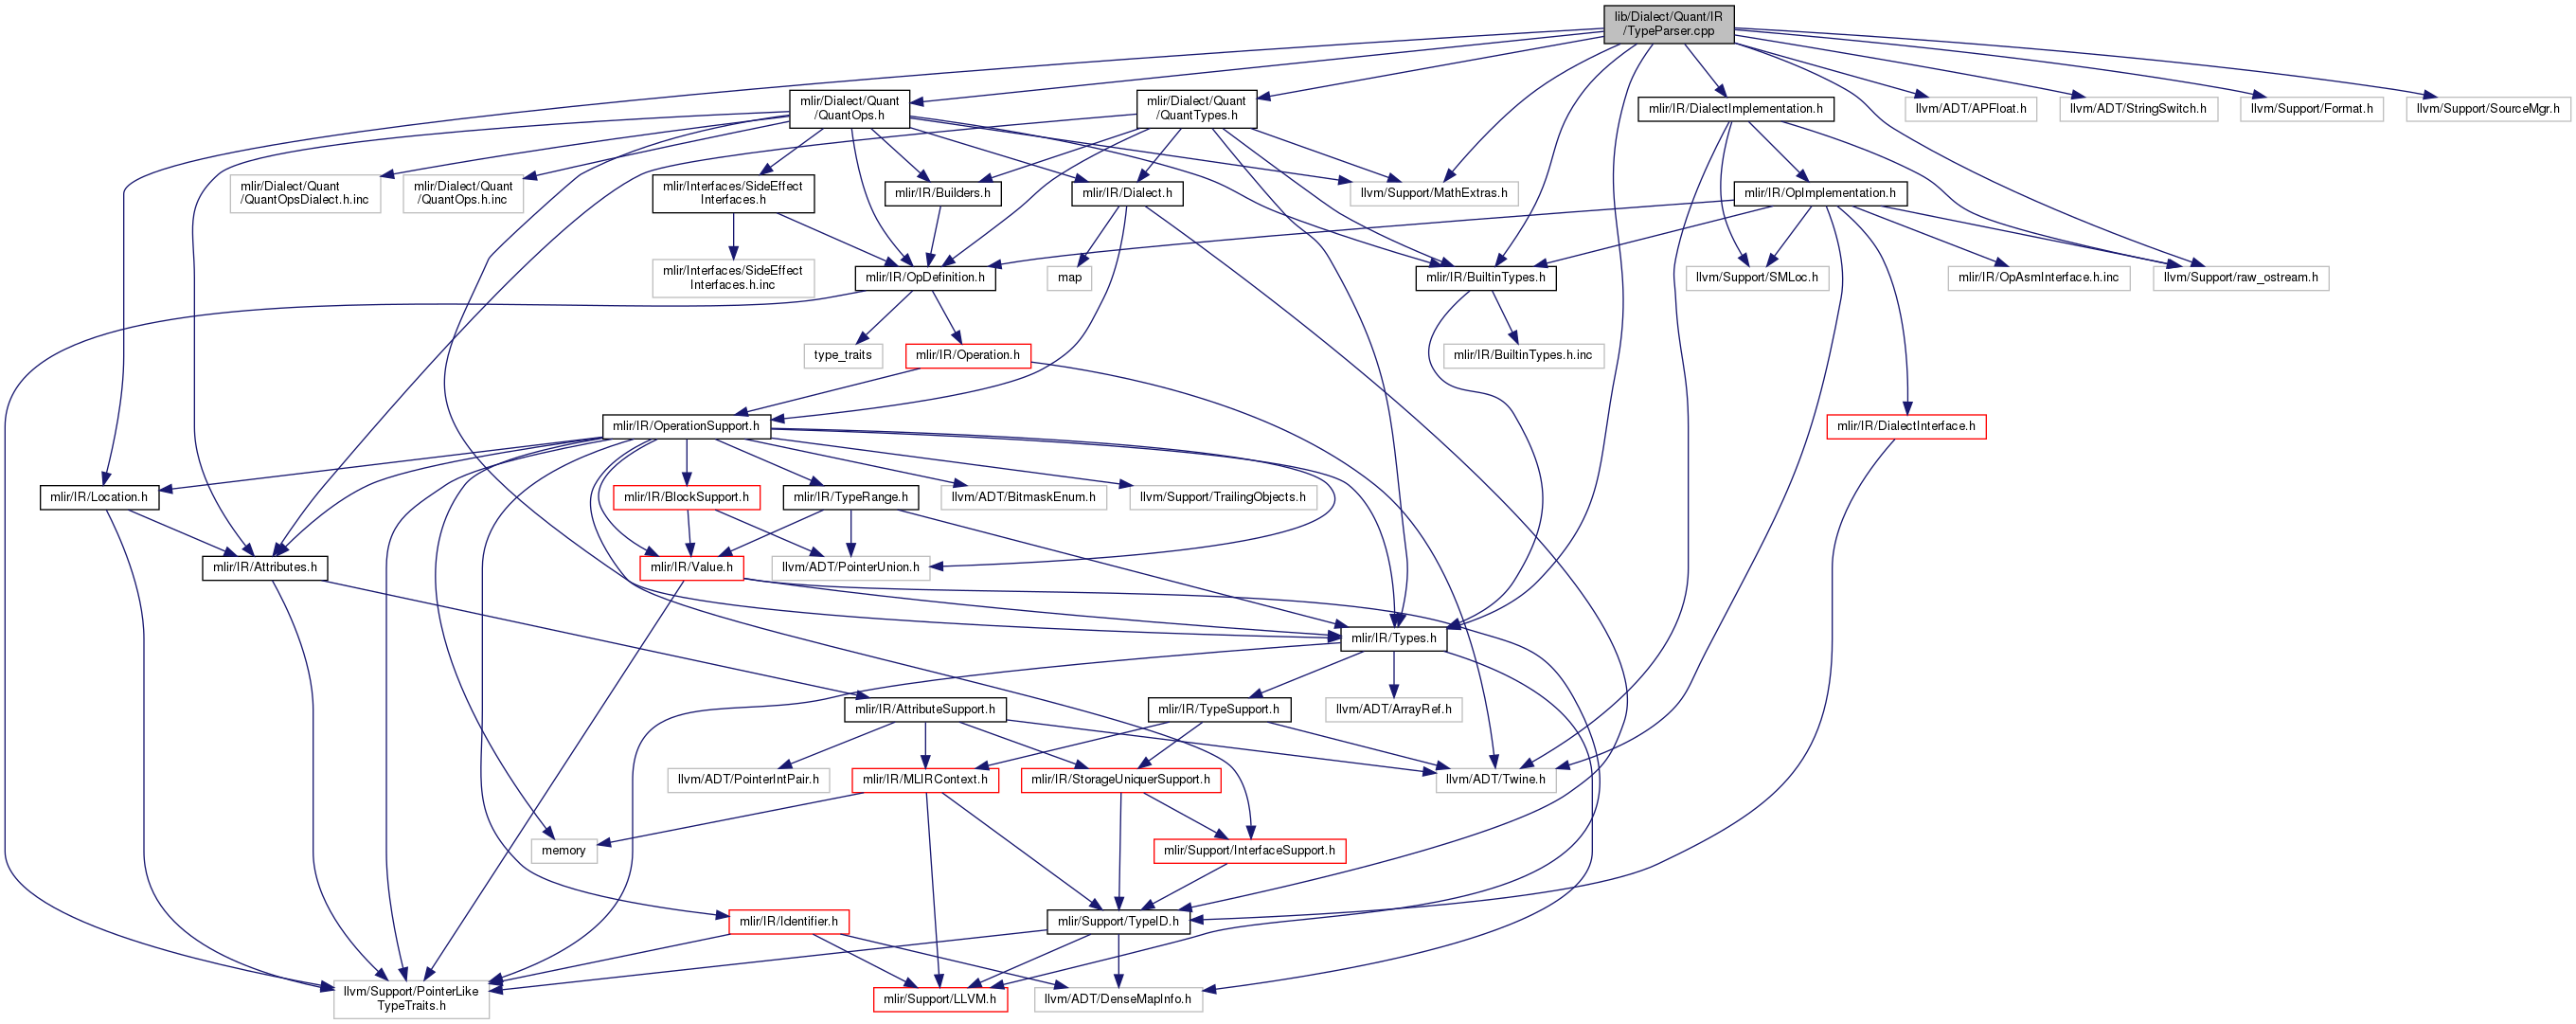 lib/Dialect/Quant/IR
/TypeParser.cpp
mlir/Dialect/Quant
/QuantOps.h
mlir/Dialect/Quant
/QuantTypes.h
mlir/IR/DialectImplementation.h
llvm/ADT/APFloat.h
llvm/ADT/StringSwitch.h
llvm/Support/Format.h
llvm/Support/SourceMgr.h
mlir/Dialect/Quant
/QuantOpsDialect.h.inc
mlir/Dialect/Quant
/QuantOps.h.inc
mlir/Interfaces/SideEffect
Interfaces.h
mlir/IR/Builders.h
mlir/IR/Dialect.h
llvm/Support/MathExtras.h
mlir/IR/OpImplementation.h
mlir/Interfaces/SideEffect
Interfaces.h.inc
mlir/IR/OpDefinition.h
map
mlir/IR/BuiltinTypes.h
llvm/Support/SMLoc.h
mlir/IR/OpAsmInterface.h.inc
llvm/Support/raw_ostream.h
type_traits
mlir/IR/Operation.h
mlir/IR/BuiltinTypes.h.inc
mlir/IR/OperationSupport.h
mlir/IR/DialectInterface.h
mlir/IR/Location.h
mlir/IR/BlockSupport.h
mlir/IR/TypeRange.h
llvm/ADT/BitmaskEnum.h
llvm/Support/TrailingObjects.h
mlir/IR/Attributes.h
mlir/IR/Value.h
llvm/ADT/PointerUnion.h
mlir/IR/Types.h
mlir/IR/AttributeSupport.h
mlir/IR/TypeSupport.h
llvm/ADT/ArrayRef.h
llvm/ADT/PointerIntPair.h
mlir/IR/MLIRContext.h
mlir/IR/StorageUniquerSupport.h
llvm/ADT/Twine.h
memory
mlir/Support/InterfaceSupport.h
mlir/IR/Identifier.h
mlir/Support/TypeID.h
llvm/Support/PointerLike
TypeTraits.h
mlir/Support/LLVM.h
llvm/ADT/DenseMapInfo.h